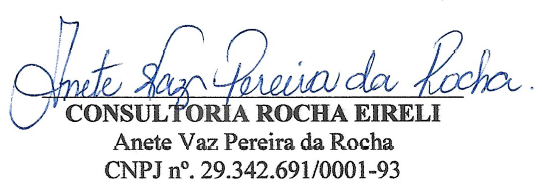 Anete Vaz Pereira da Rocha.
CONSULTORIA ROCHA EIRELI
Anete Vaz Pereira da Rocha
CNPJ nº. 29.342.691/0001-93